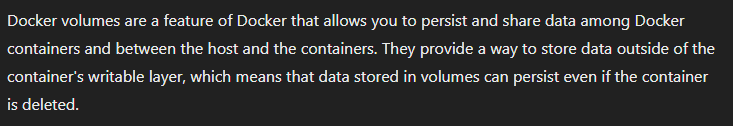 Docker volumes are a feature of Docker that allows you to persist and share data among Docker
containers and between the host and the containers. They provide a way to store data outside of the
container's writable layer, which means that data stored in volumes can persist even if the container
is deleted.